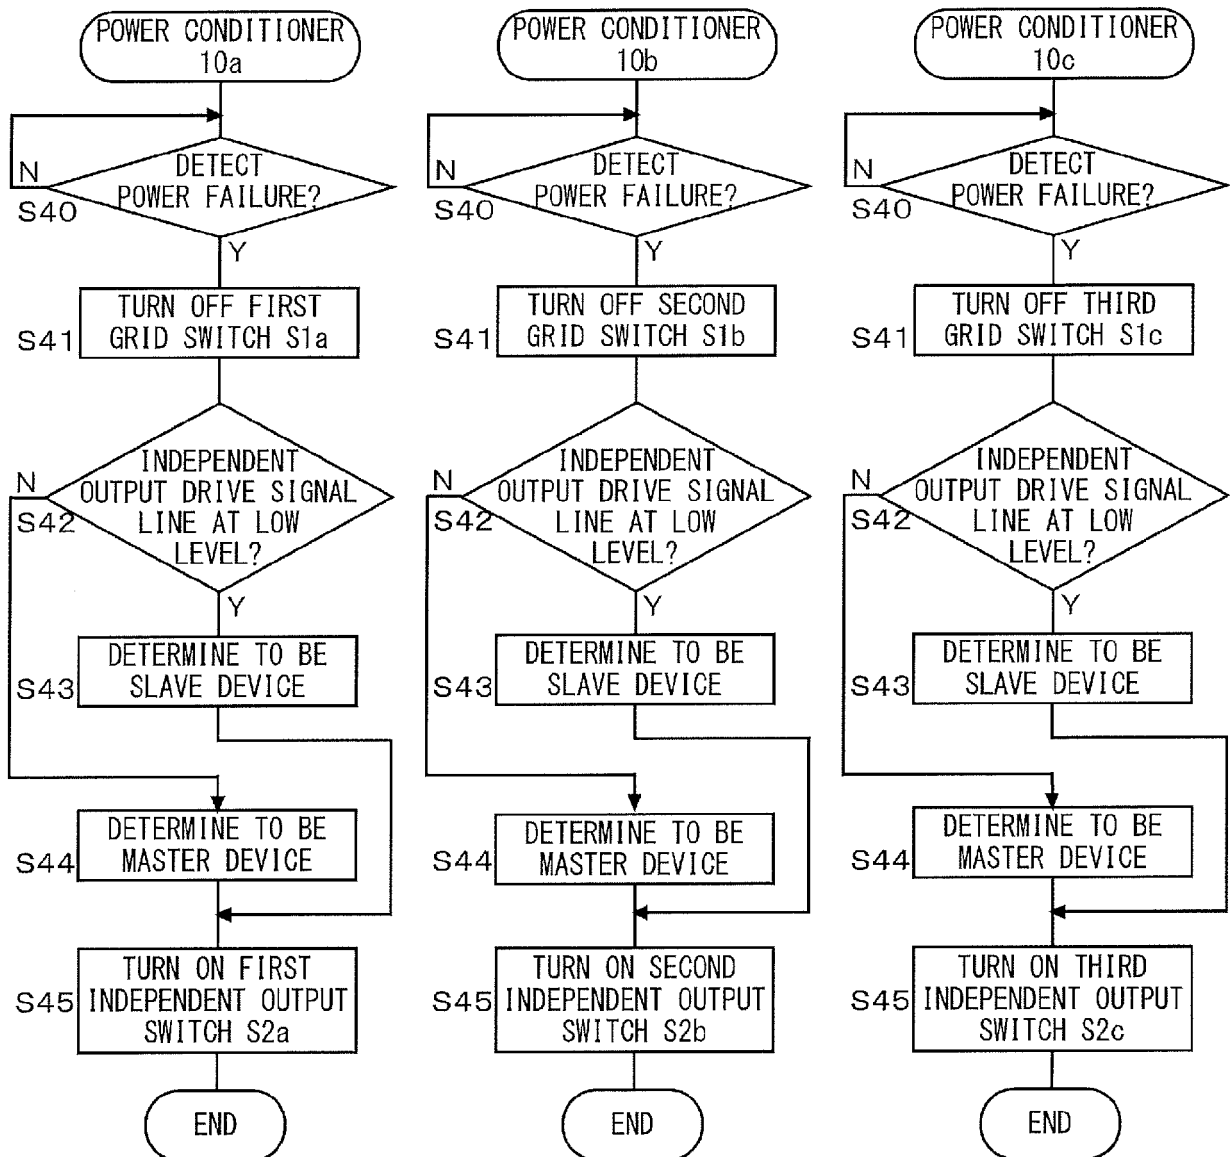 POWER CONDITIONER
10a
N
DETECT
POWER FAILURE?
S40
Y
TURN OFF FIRST
GRID SWITCH S1a
S41
N
INDEPENDENT
OUTPUT DRIVE SIGNAL
LINE AT LOW
LEVEL?
S42
Y
DETERMINE TO BE
SLAVE DEVICE
S43
DETERMINE TO BE
MASTER DEVICE
S44
TURN ON FIRST
INDEPENDENT OUTPUT
SWITCH S2a
S45
END
POWER CONDITIONER
10b
N
DETECT
POWER FAILURE?
S40
Y
TURN OFF SECOND
GRID SWITCH S1b
S41
N
INDEPENDENT
OUTPUT DRIVE SIGNAL
LINE AT LOW
LEVEL?
S42
Y
DETERMINE TO BE
SLAVE DEVICE
S43
DETERMINE TO BE
MASTER DEVICE
S44
TURN ON SECOND
INDEPENDENT OUTPUT
SWITCH S2b
S45
END
POWER CONDITIONER
10c
N
DETECT
POWER FAILURE?
S40
Y
TURN OFF THIRD
GRID SWITCH S1c
S41
N
INDEPENDENT
OUTPUT DRIVE SIGNAL
LINE AT LOW
LEVEL?
S42
Y
DETERMINE TO BE
SLAVE DEVICE
S43
DETERMINE TO BE
MASTER DEVICE
S44
TURN ON THIRD
INDEPENDENT OUTPUT
SWITCH S2c
S45
END